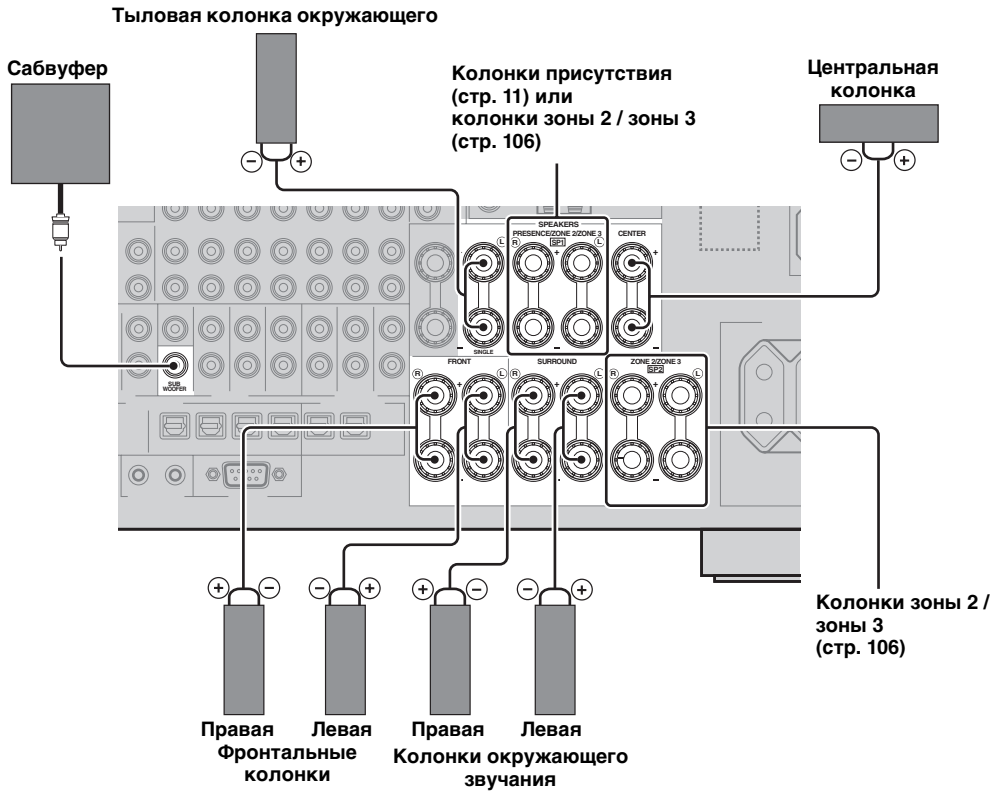 Тыловая колонка окружающего
Сабвуфер
Колонки присутствия
(стр. 11) или
колонки зоны 2 / зоны 3
(стр. 106)
Центральная
колонка
− +
− +
SPEAKERS
PRESENCE/ZONE 2/ZONE 3
CENTER
R SP1 L
L
+ + +
− − −
SINGLE
SUB
WOOFER
FRONT
SURROUND
ZONE 2/ZONE 3
SP2
R L R L R L
+ + +
− 
+ − − + + − − +
Колонки зоны 2 /
зоны 3
(стр. 106)
Правая Левая Правая Левая
Фронтальные
колонки
Колонки окружающего
звучания